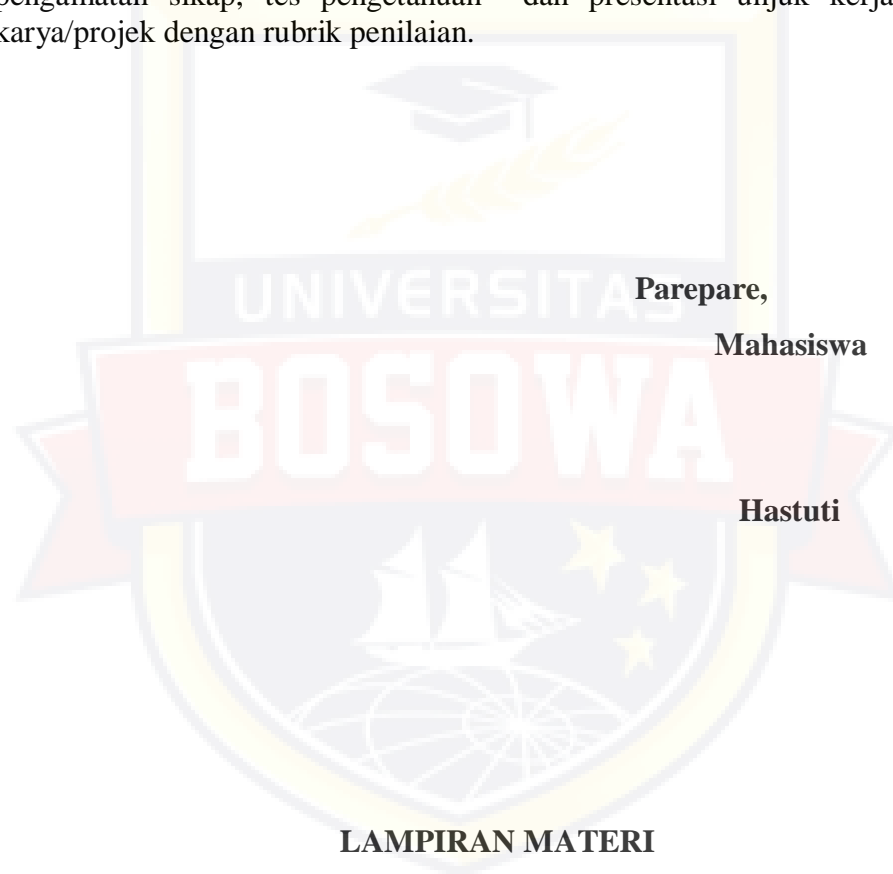 pengamatan sikap, tes pengetahuan dan presentasi unjuk kerja
karya/projek dengan rubrik penilaian.
UNIVERSITAS
Parepare,
Mahasiswa
BOSOWA
Hastuti
LAMPIRAN MATERI